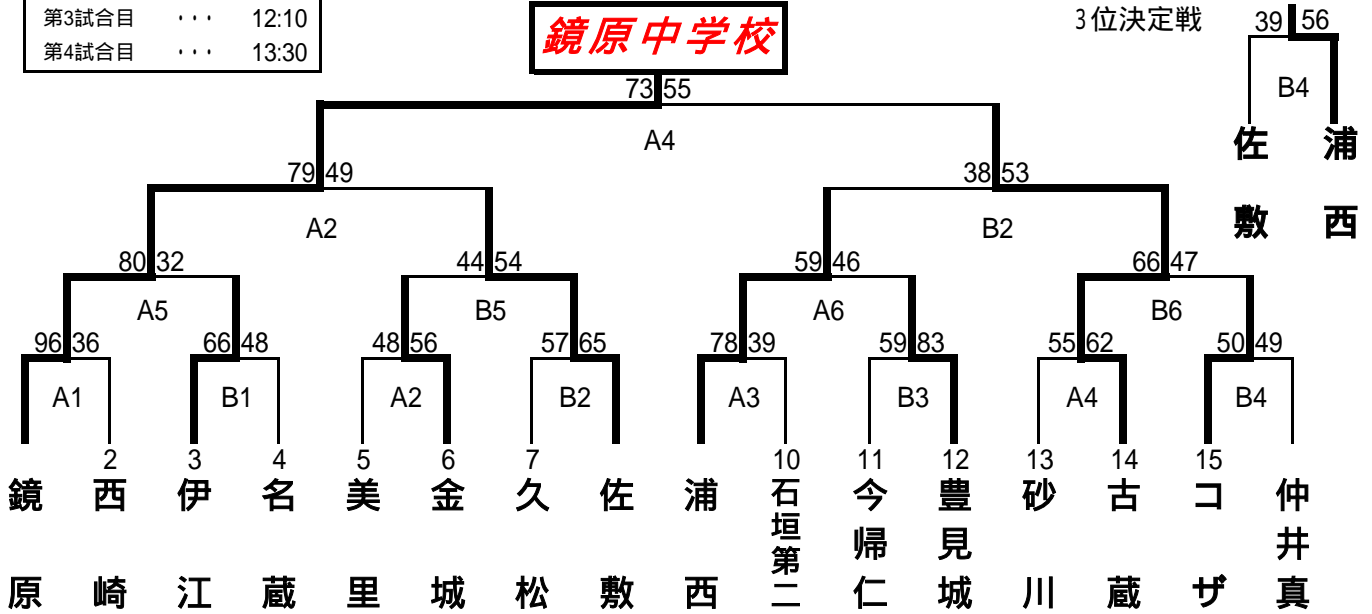 第3試合目 ・・・ 12:10
第4試合目 ・・・ 13:30
鏡原中学校
3位決定戦
39 56
B4
佐敷 浦西
73 55
A4
79 49 38 53
A2 B2
80 32 44 54 59 46 66 47
A5 B5 A6 B6
96 36 66 48 48 56 57 65 78 39 59 83 55 62 50 49
A1 B1 A2 B2 A3 B3 A4 B4
2 3 4 5 6 7 10 11 12 13 14 15
鏡原 西崎 伊江 名蔵 美里 金城 久松 佐敷 浦西 石垣第二 今帰仁 豊見城 砂川 古蔵 コザ 仲井真